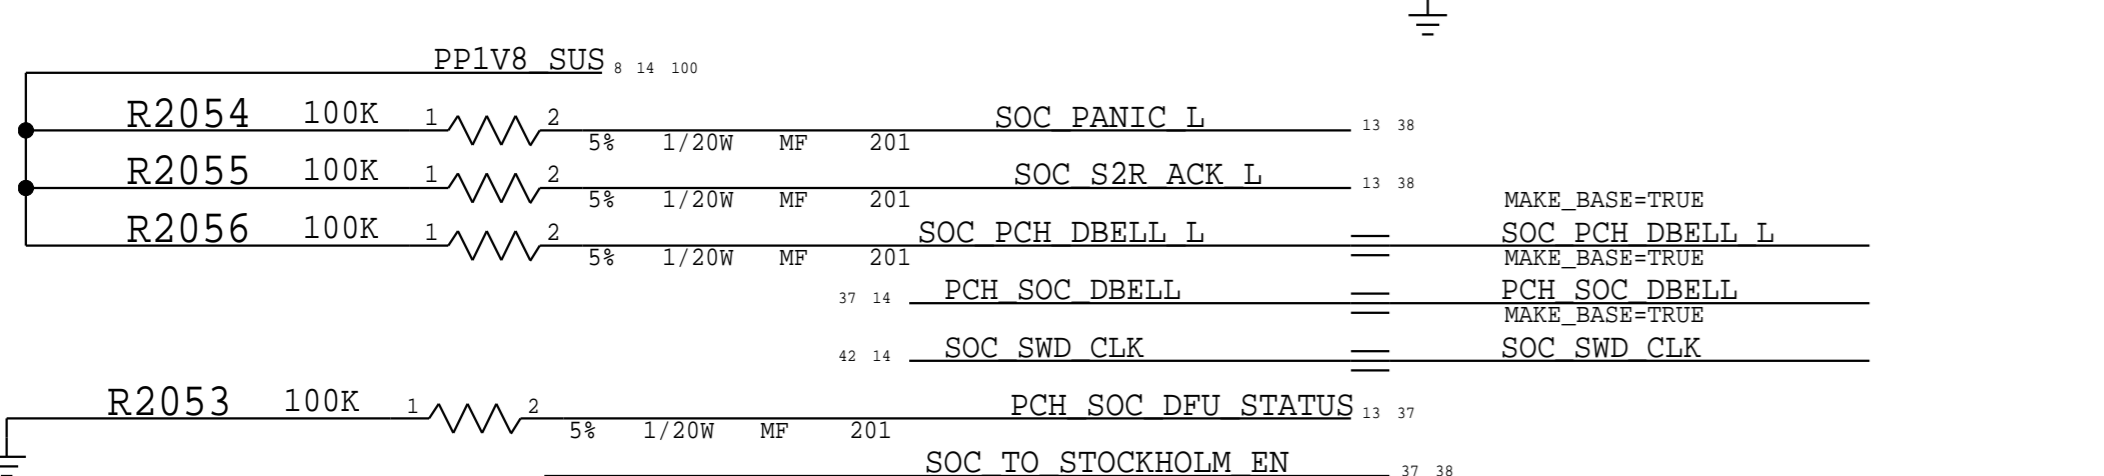 PP1V8_SUS 8 14 100
R2054 100K 1 2 SOC_PANIC_L 13 38
5% 1/20W MF 201
R2055 100K 1 2 SOC_S2R_ACK_L 13 38
5% 1/20W MF 201 MAKE_BASE=TRUE
R2056 100K 1 2 SOC_PCH_DBELL_L SOC_PCH_DBELL_L
5% 1/20W MF 201 MAKE_BASE=TRUE
37 14 PCH_SOC_DBELL PCH_SOC_DBELL
MAKE_BASE=TRUE
42 14 SOC_SWD_CLK SOC_SWD_CLK
R2053 100K 1 2 PCH_SOC_DFU_STATUS 13 37
5% 1/20W MF 201
SOC_TO_STOCKHOLM_EN 37 38